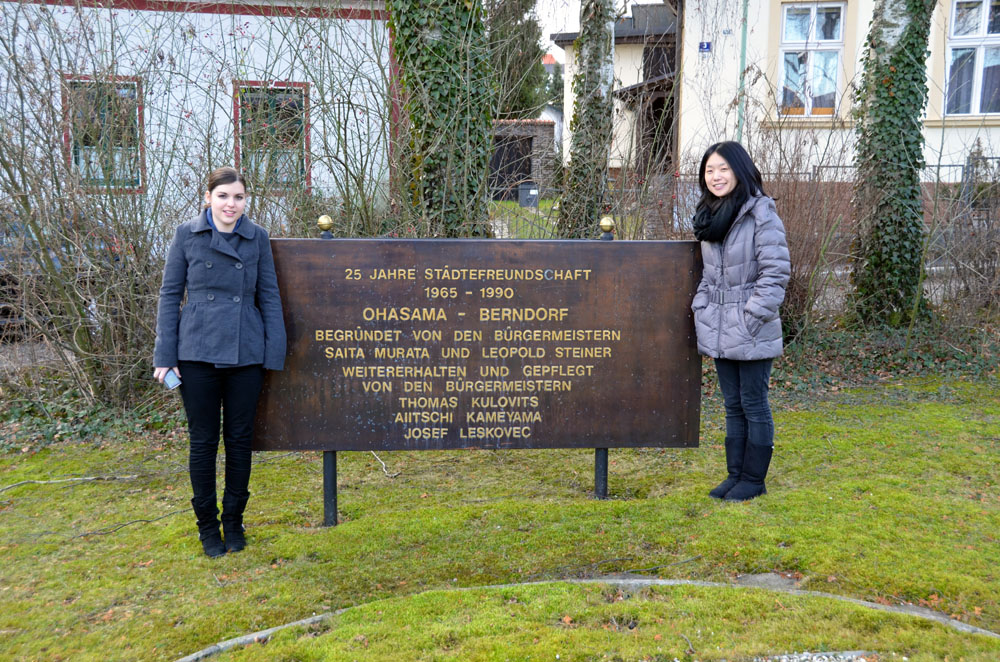 25 JAHRE STÄDTEFREUNDSCHAFT
1965 - 1990
OHASAMA - BERNDORF
BEGRÜNDET VON DEN BÜRGERMEISTERN
SAITA MURATA UND LEOPOLD STEINER
WEITERERHALTEN UND GEPFLEGT
VON DEN BÜRGERMEISTERN
THOMAS KULOVITS
AIITSCHI KAMEYAMA
JOSEF LESKOVEC
3